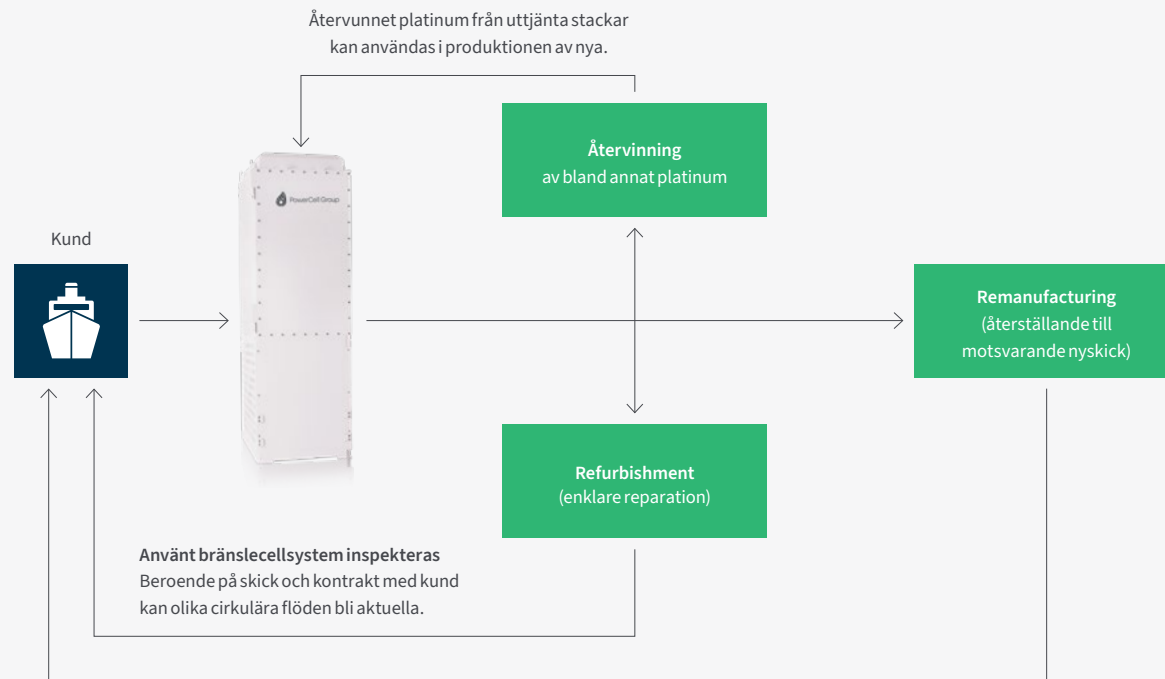 Återvunnet platinum från uttjänta stackar
kan användas i produktionen av nya.
Återvinning
av bland annat platinum
PowerCell Group
Kund
Remanufacturing
(återställande till
motsvarande nyskick)
Refurbishment
(enklare reparation)
Använt bränslecellsystem inspekteras
Beroende på skick och kontrakt med kund
kan olika cirkulära flöden bli aktuella.